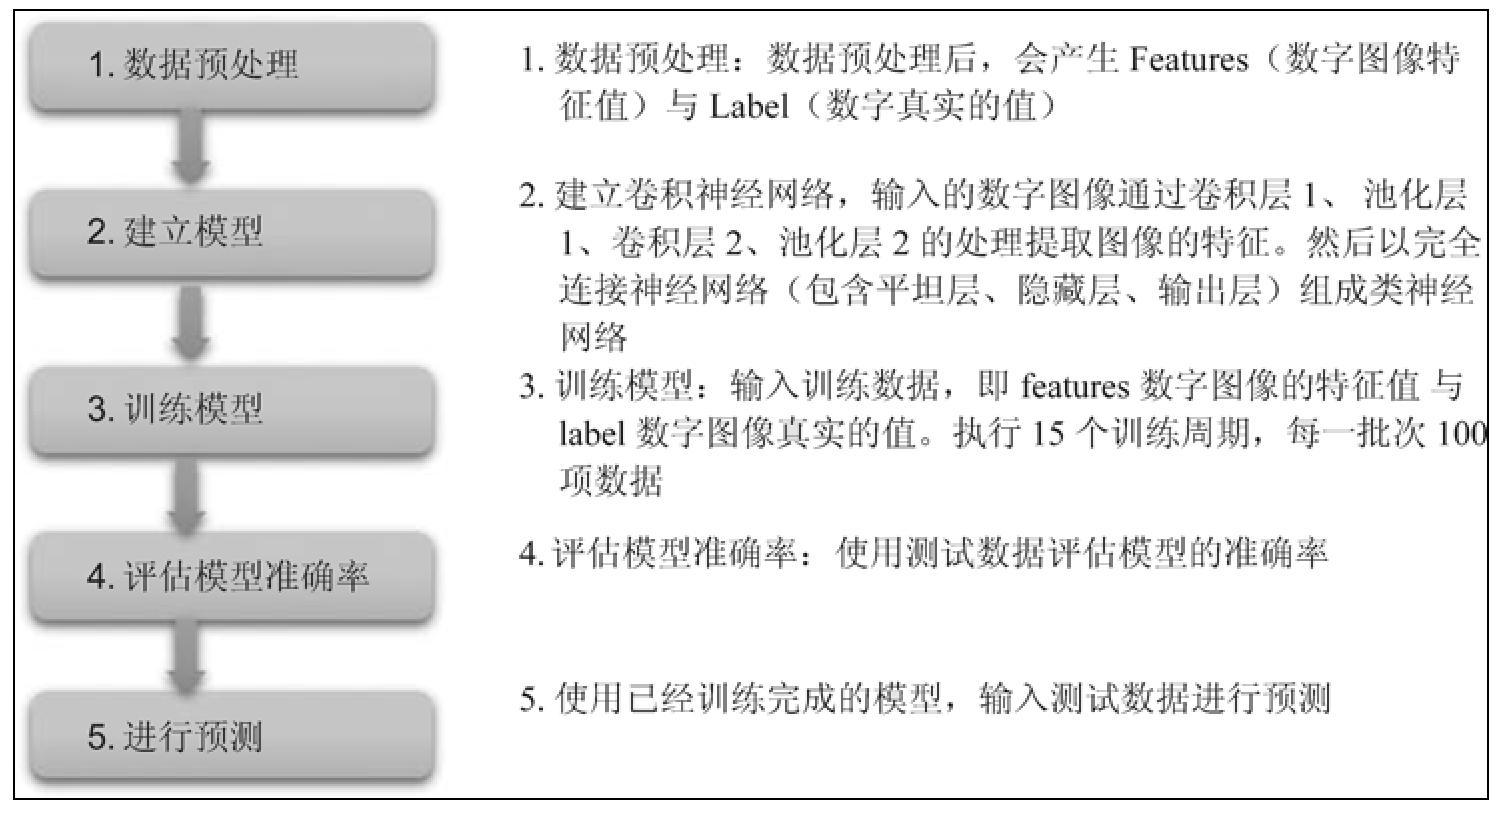 1. 数据预处理
2. 建立模型
3. 训练模型
4. 评估模型准确率
5. 进行预测
1. 数据预处理：数据预处理后，会产生 Features（数字图像特
征值）与 Label（数字真实的值）
2. 建立卷积神经网络，输入的数字图像通过卷积层 1、 池化层
1、卷积层 2、池化层 2 的处理提取图像的特征。然后以完全
连接神经网络（包含平坦层、隐藏层、输出层）组成类神经
网络
3. 训练模型：输入训练数据，即 features 数字图像的特征值 与
label 数字图像真实的值。执行 15 个训练周期，每一批次 100
项数据
4. 评估模型准确率：使用测试数据评估模型的准确率
5. 使用已经训练完成的模型，输入测试数据进行预测